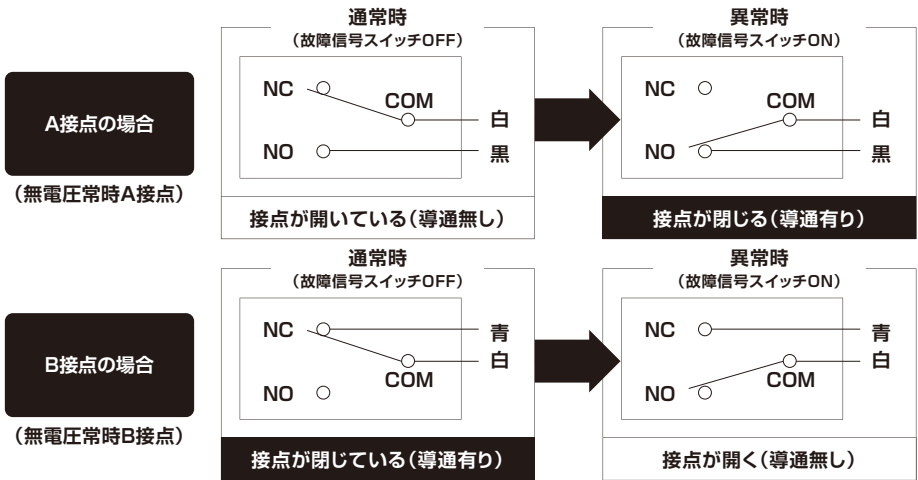 通常時
(故障信号スイッチOFF)
異常時
(故障信号スイッチON)
A接点の場合
(無電圧常時A接点)
NC
COM
白
NO
黒
NC
COM
白
NO
黒
接点が開いている(導通無し)
接点が閉じる(導通有り)
通常時
(故障信号スイッチOFF)
異常時
(故障信号スイッチON)
B接点の場合
(無電圧常時B接点)
NC
青
白
COM
NO
NC
青
白
COM
NO
接点が閉じている(導通有り)
接点が開く(導通無し)